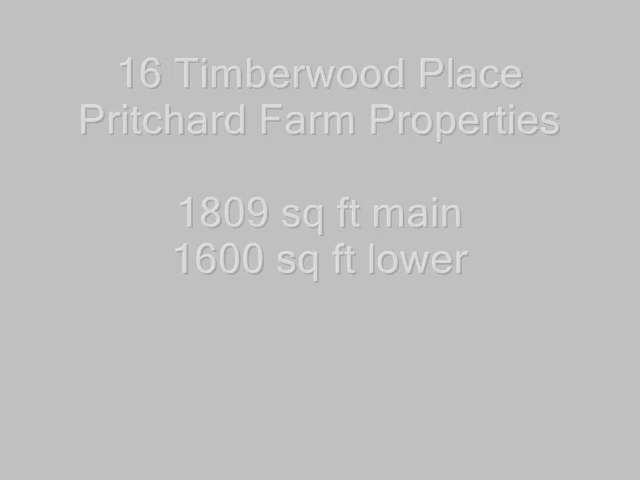 16 Timberwood Place
Pritchard Farm Properties
1809 sq ft main
1600 sq ft lower